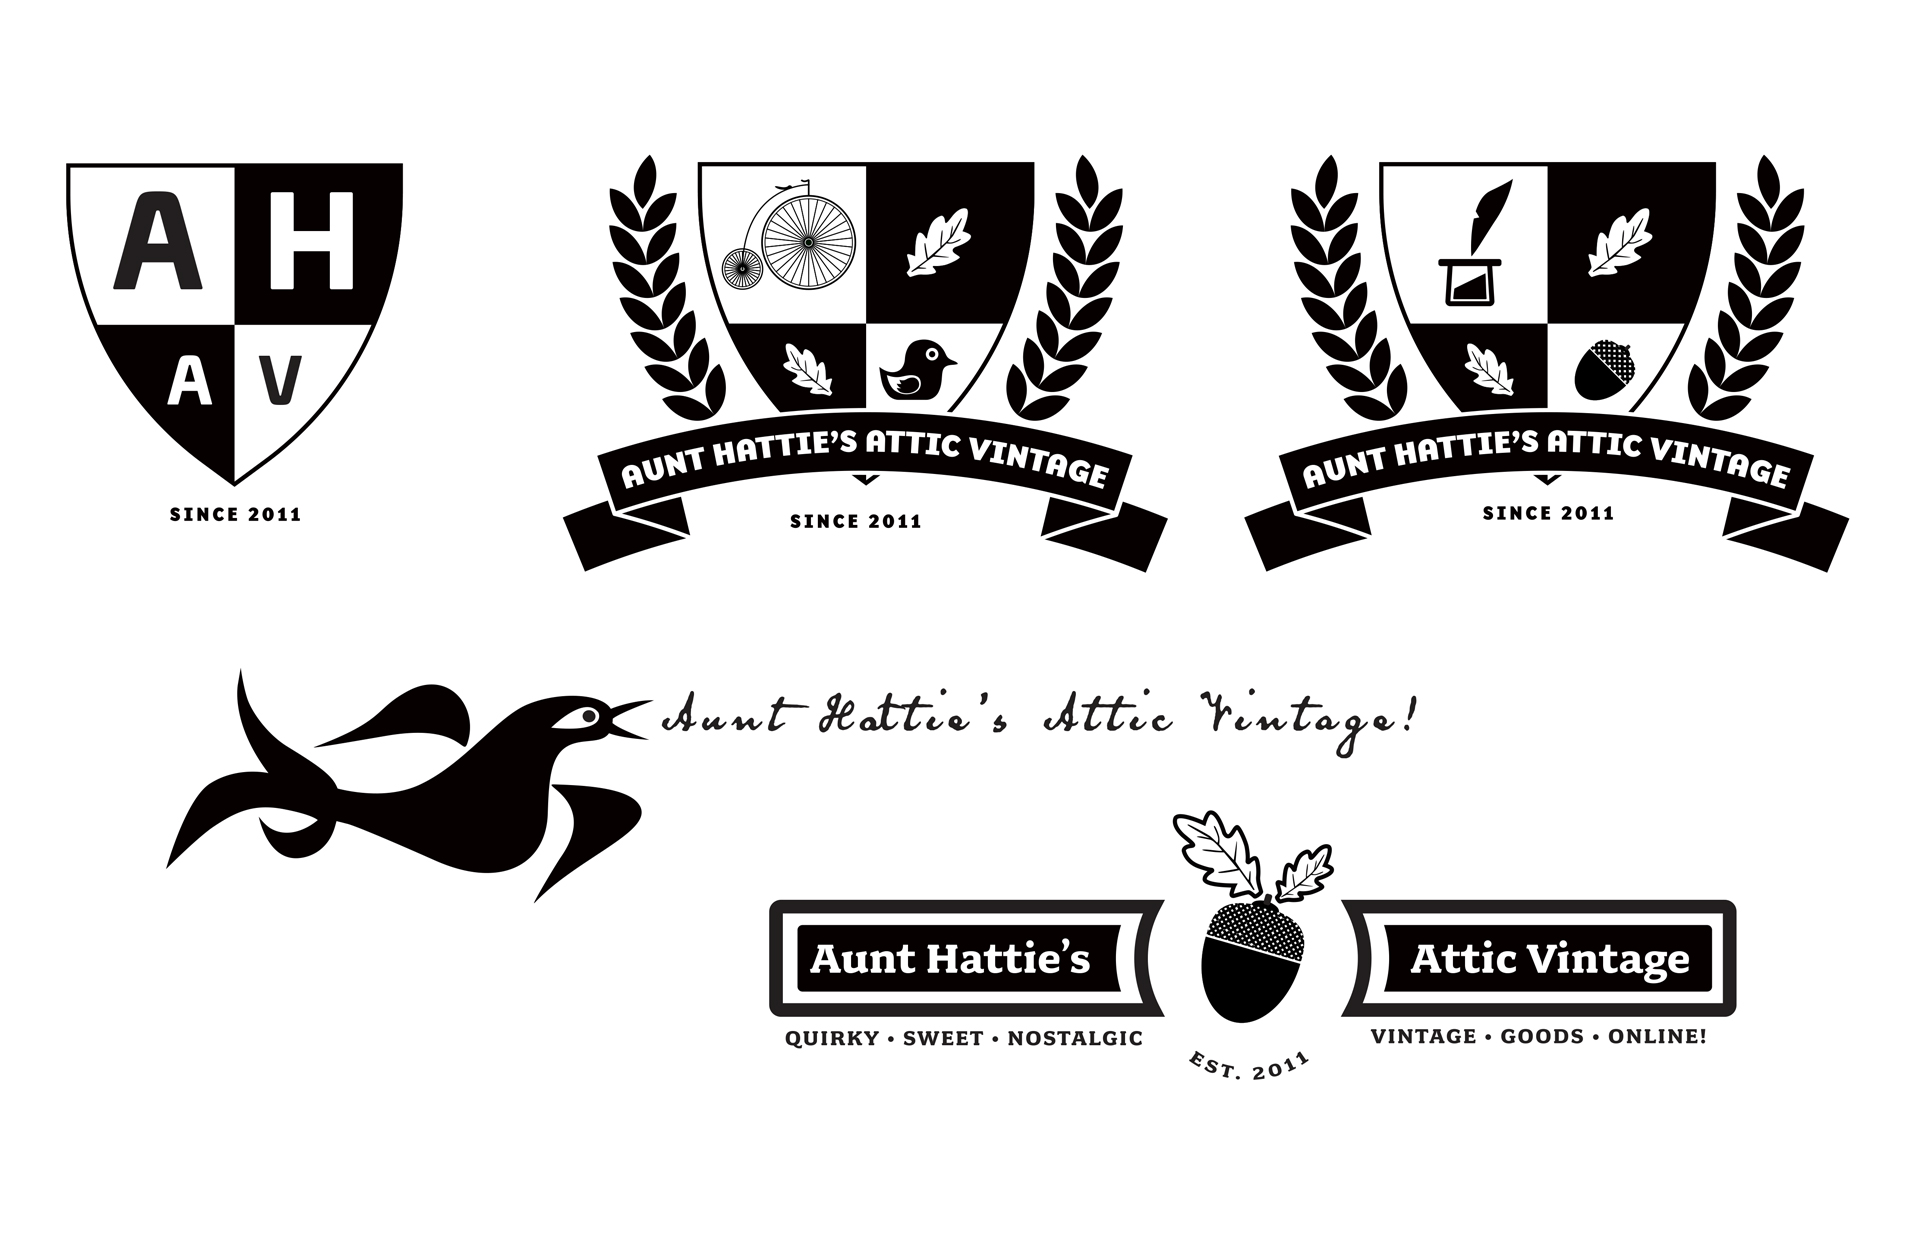 A H
A V
SINCE 2011
AUNT HATTIE'S ATTIC VINTAGE
SINCE 2011
AUNT HATTIE'S ATTIC VINTAGE
SINCE 2011
Aunt Hattie's Attic Vintage!
Aunt Hattie's Attic Vintage
QUIRKY • SWEET • NOSTALGIC
VINTAGE • GOODS • ONLINE!
EST. 2011